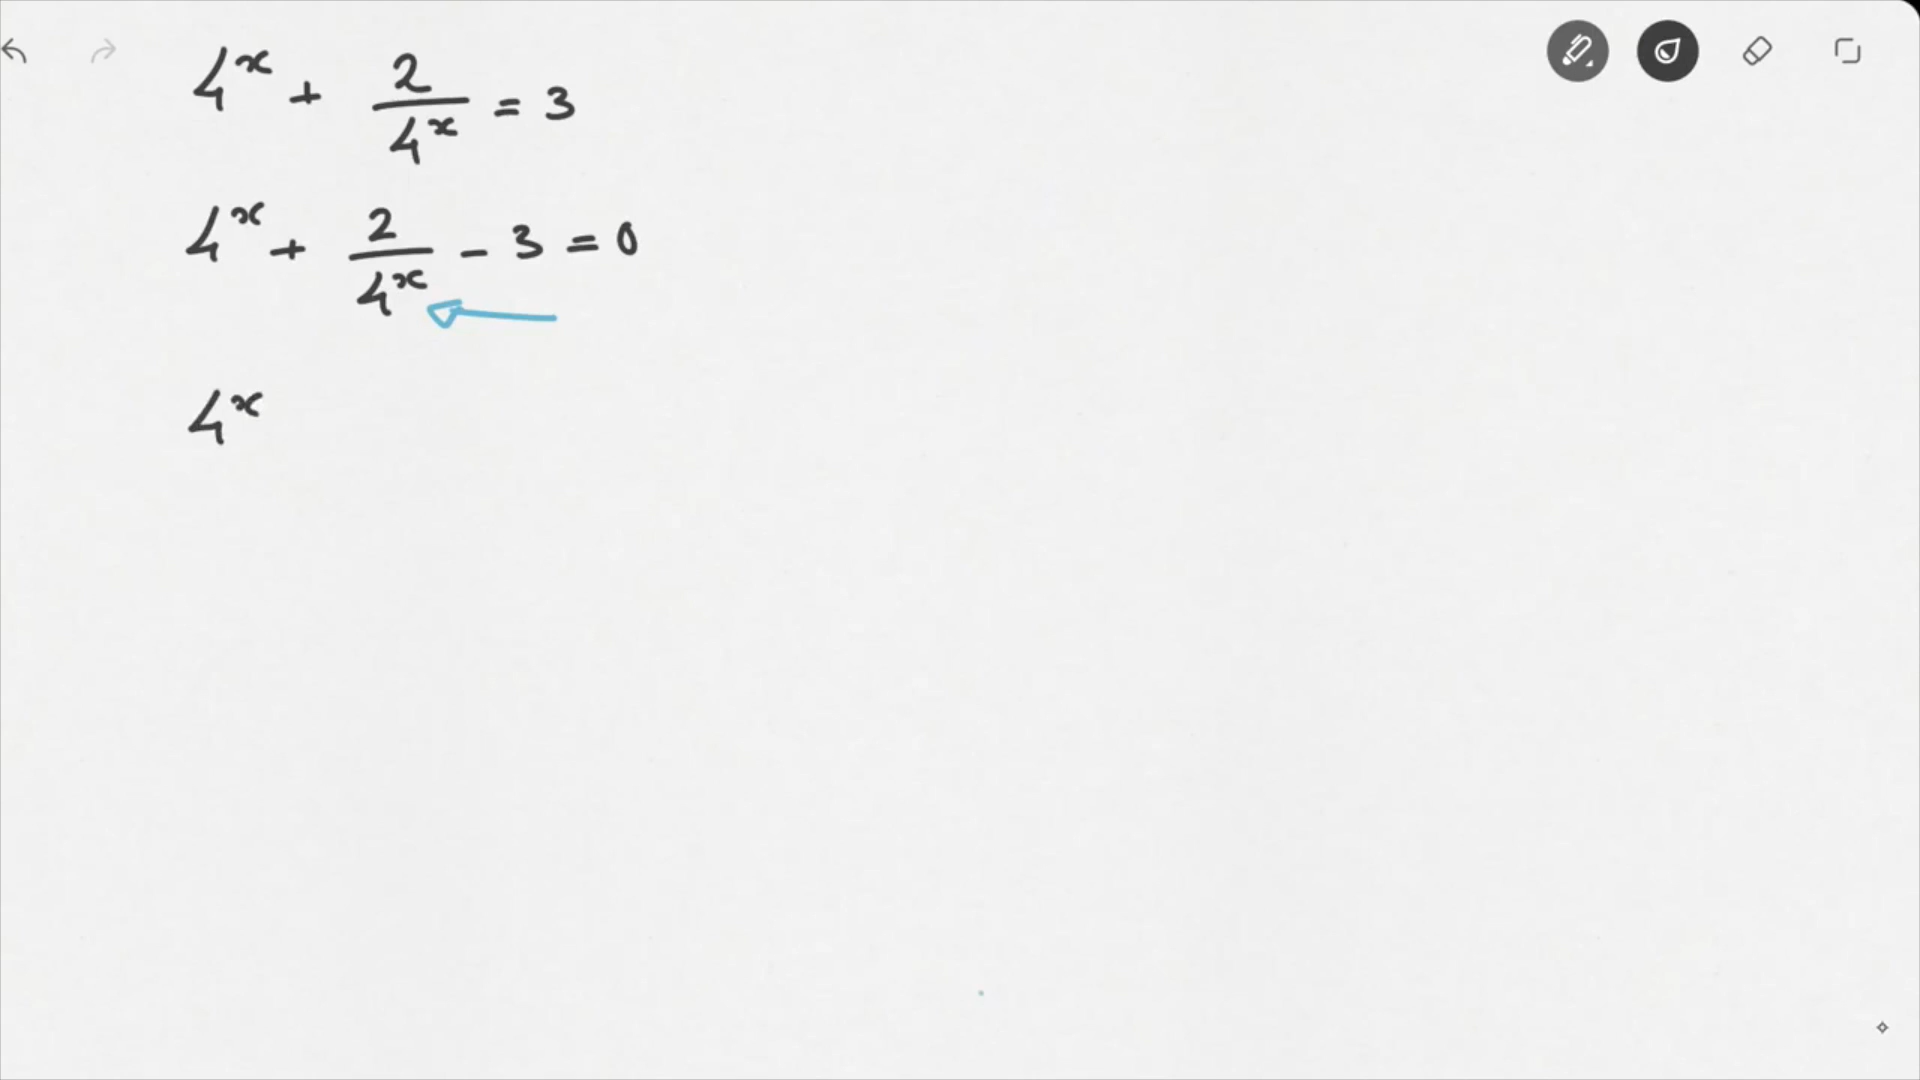 4^x + 2/4^x = 3
4^x + 2/4^x - 3 = 0
4^x